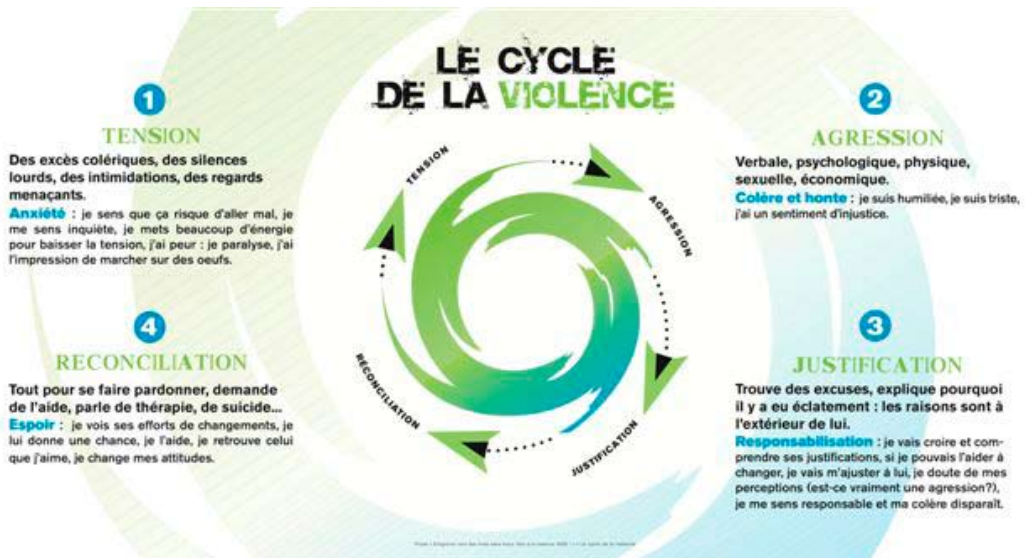 LE CYCLE
DE LA VIOLENCE
1
TENSION
Des excès colériques, des silences
lourds, des intimidations, des regards
menaçants.
Anxiété : je sens que ça risque d'aller mal, je
me sens inquiète, je mets beaucoup d'énergie
pour baisser la tension, j'ai peur : je paralyse, j'ai
l'impression de marcher sur des oeufs.
2
AGRESSION
Verbale, psychologique, physique,
sexuelle, économique.
Colère et honte : je suis humiliée, je suis triste,
j'ai un sentiment d'injustice.
3
JUSTIFICATION
Trouve des excuses, explique pourquoi
il y a eu éclatement : les raisons sont à
l'extérieur de lui.
Responsabilisation : je vais croire et com-
prendre ses justifications, si je pouvais l'aider à
changer, je vais m'ajuster à lui, je doute de mes
perceptions (est-ce vraiment une agression?),
je me sens responsable et ma colère disparaît.
4
RÉCONCILIATION
Tout pour se faire pardonner, demande
de l'aide, parle de thérapie, de suicide...
Espoir : je vois ses efforts de changements, je
lui donne une chance, je l'aide, je retrouve celui
que j'aime, je change mes attitudes.
TENSION
AGRESSION
JUSTIFICATION
RÉCONCILIATION